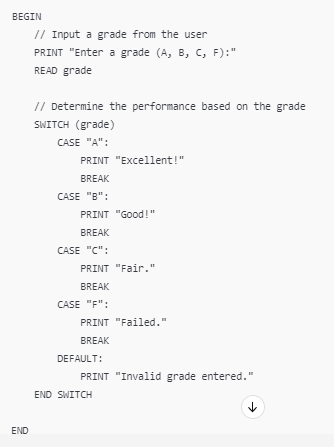 BEGIN
// Input a grade from the user
PRINT "Enter a grade (A, B, C, F):"
READ grade
// Determine the performance based on the grade
SWITCH (grade)
CASE "A":
PRINT "Excellent!"
BREAK
CASE "B":
PRINT "Good!"
BREAK
CASE "C":
PRINT "Fair."
BREAK
CASE "F":
PRINT "Failed."
BREAK
DEFAULT:
PRINT "Invalid grade entered."
END SWITCH
END